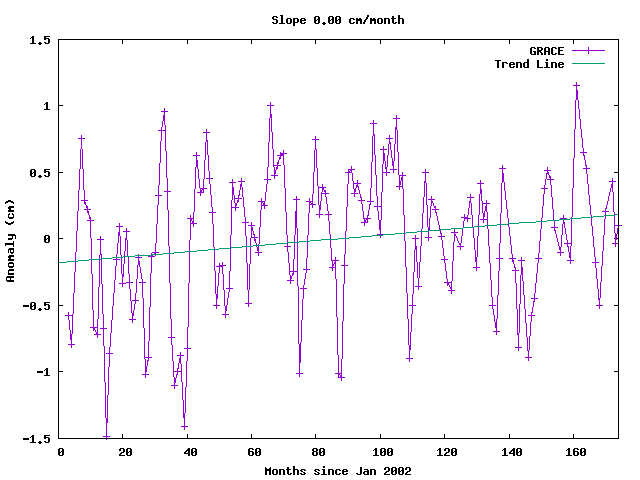 Slope 0.00 cm/month
GRACE
Trend Line
1.5
1
0.5
0
-0.5
-1
-1.5
Anomaly (cm)
0 20 40 60 80 100 120 140 160
Months since Jan 2002